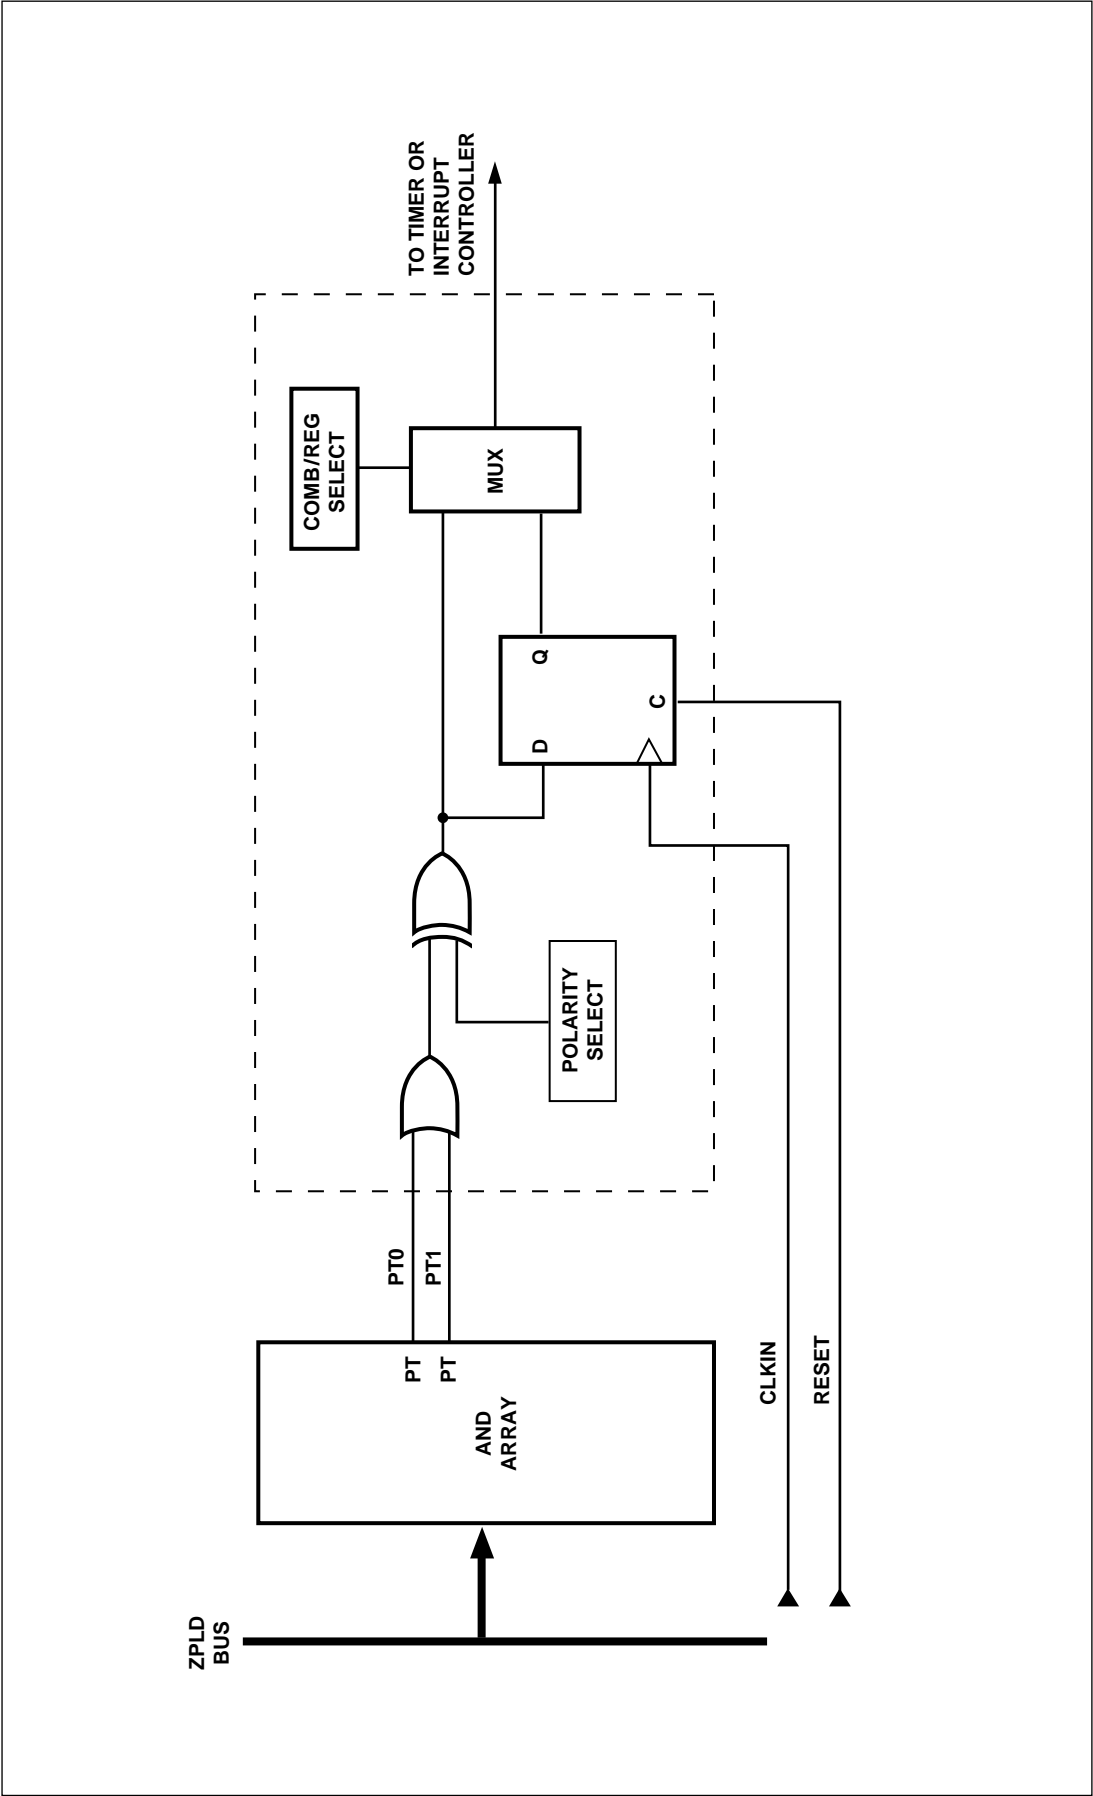 ZPLD
BUS
AND
ARRAY
PT
PT
PT0
PT1
CLKIN
RESET
POLARITY
SELECT
D
Q
C
COMB/REG
SELECT
MUX
TO TIMER OR
INTERRUPT
CONTROLLER